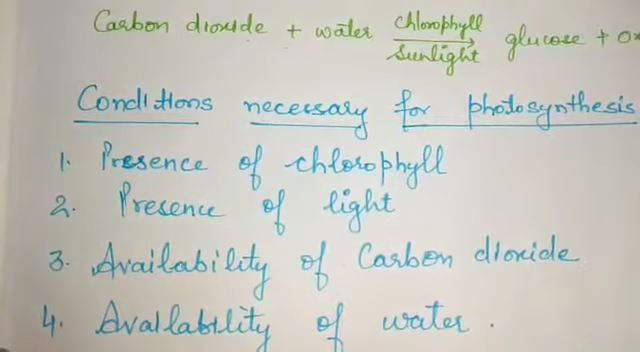 Carbon dioxide + water chlorophyll sunlight glucose + Ox
Conditions necessary for photosynthesis
1. Presence of chlorophyll
2. Presence of light
3. Availability of Carbon dioxide
4. Availability of water.